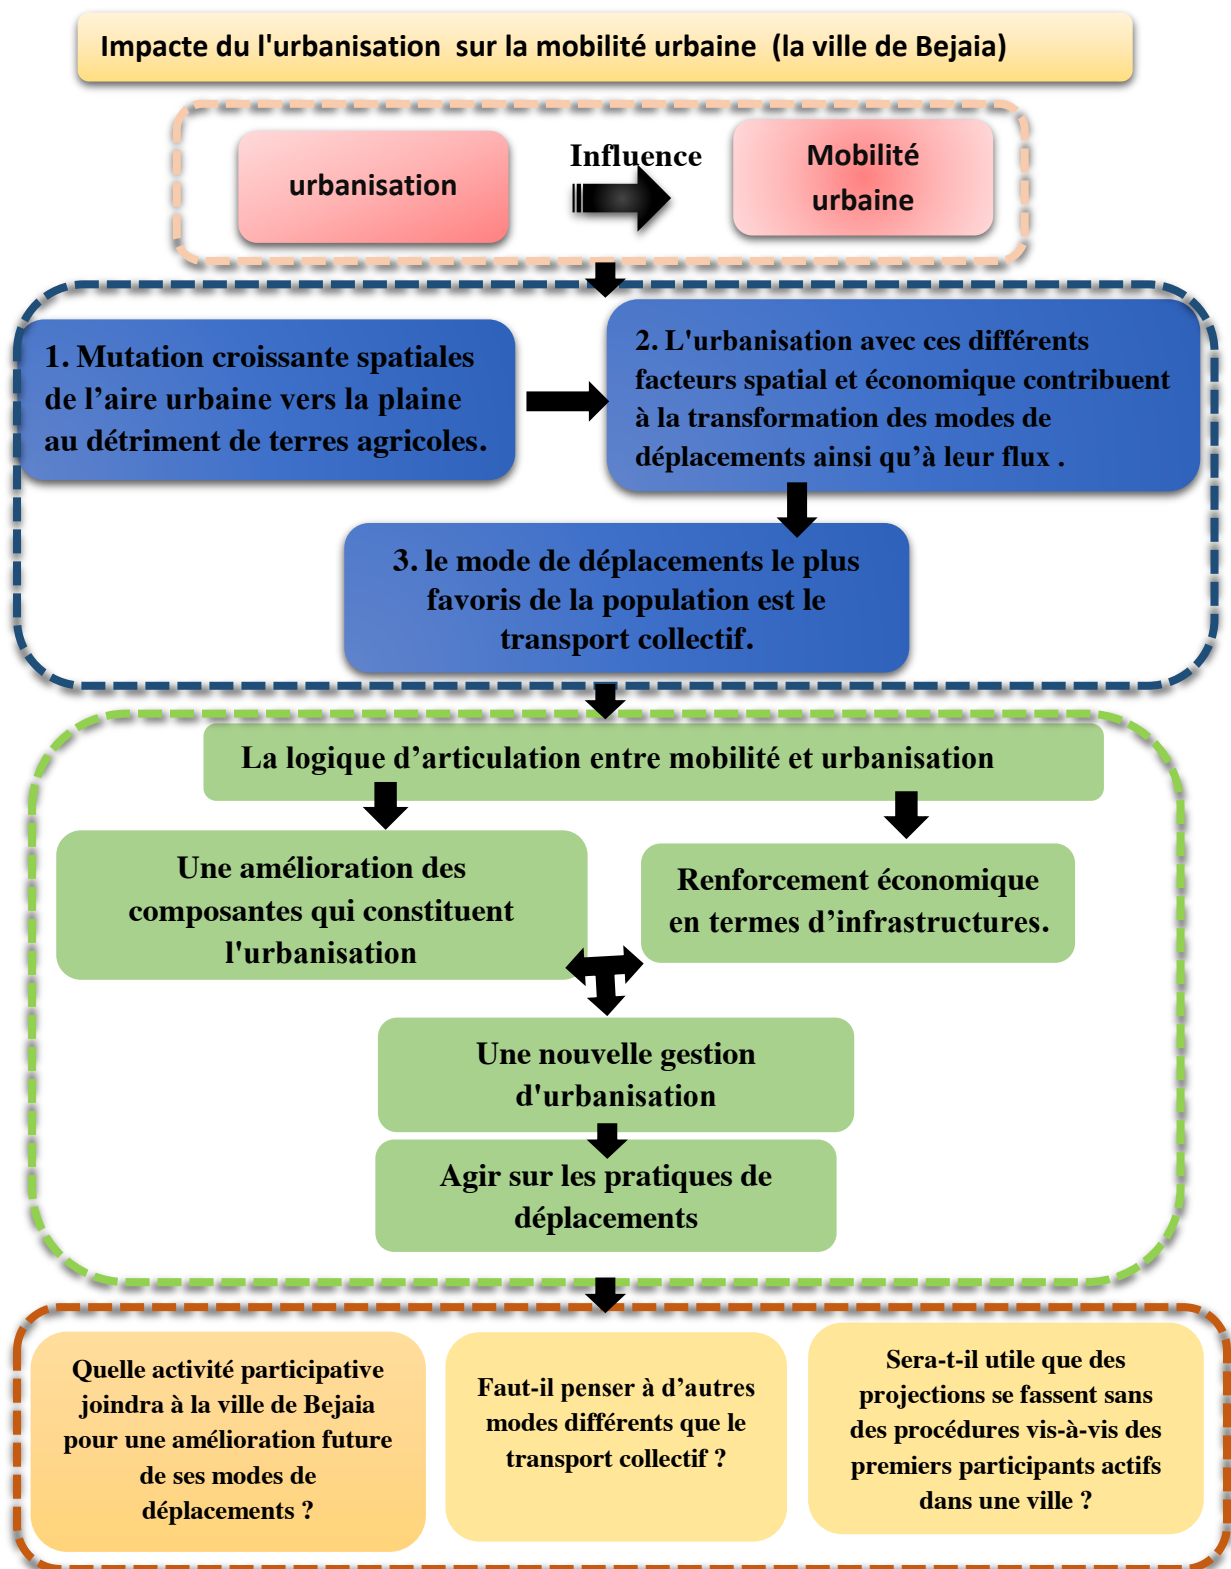 Impacte du l'urbanisation sur la mobilité urbaine (la ville de Bejaia)
urbanisation
Influence
Mobilité
urbaine
1. Mutation croissante spatiales
de l’aire urbaine vers la plaine
au détriment de terres agricoles.
2. L'urbanisation avec ces différents
facteurs spatial et économique contribuent
à la transformation des modes de
déplacements ainsi qu’à leur flux .
3. le mode de déplacements le plus
favoris de la population est le
transport collectif.
La logique d’articulation entre mobilité et urbanisation
Une amélioration des
composantes qui constituent
l'urbanisation
Renforcement économique
en termes d’infrastructures.
Une nouvelle gestion
d'urbanisation
Agir sur les pratiques de
déplacements
Quelle activité participative
joindra à la ville de Bejaia
pour une amélioration future
de ses modes de
déplacements ?
Faut-il penser à d’autres
modes différents que le
transport collectif ?
Sera-t-il utile que des
projections se fassent sans
des procédures vis-à-vis des
premiers participants actifs
dans une ville ?